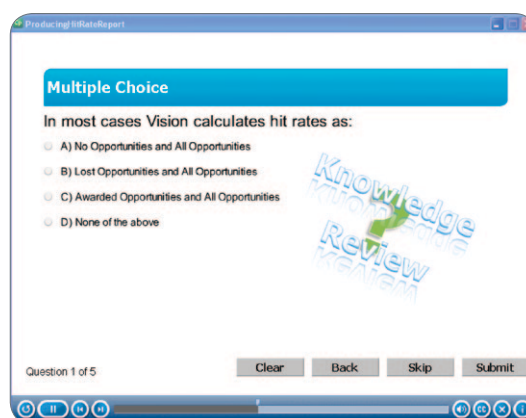 ProducingHitRateReport
Multiple Choice
In most cases Vision calculates hit rates as:
A) No Opportunities and All Opportunities
B) Lost Opportunities and All Opportunities
C) Awarded Opportunities and All Opportunities
D) None of the above
Knowledge
?
Review
Question 1 of 5
Clear
Back
Skip
Submit
CC